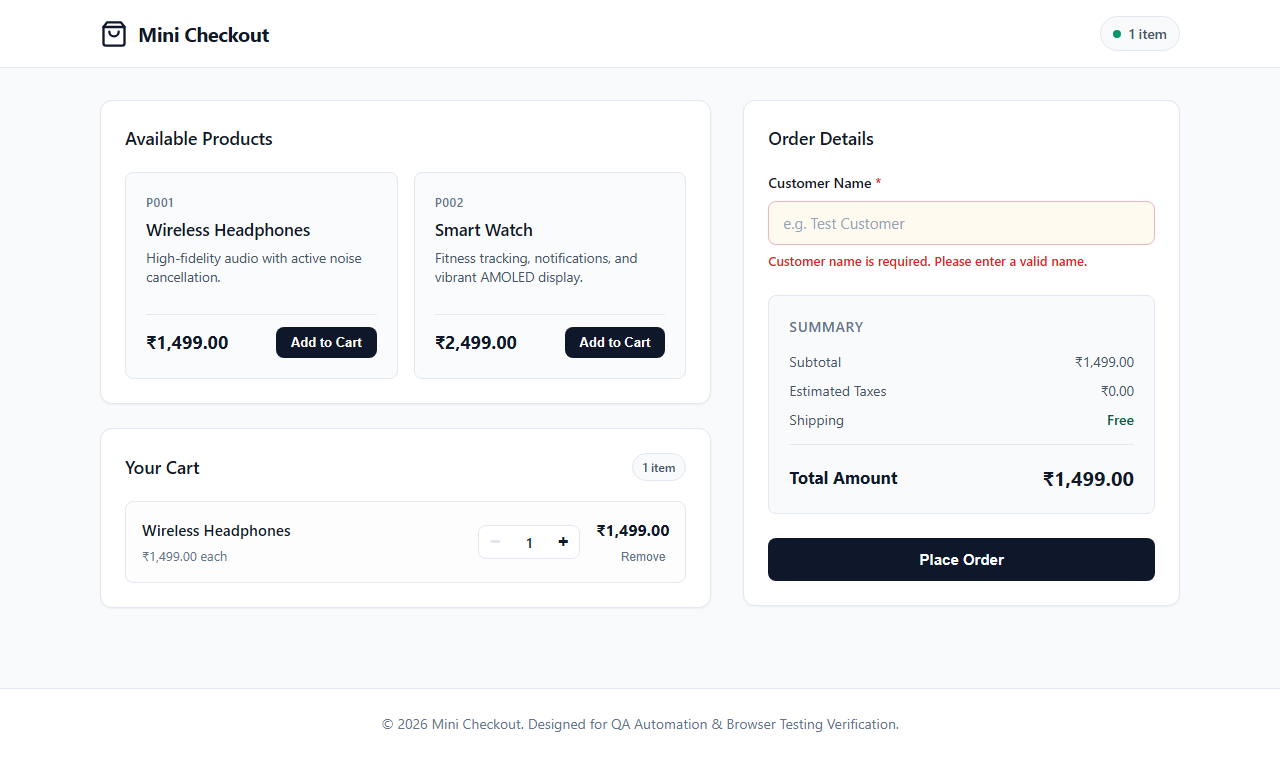 Mini Checkout
1 item
Available Products
P001
Wireless Headphones
High-fidelity audio with active noise
cancellation.
₹1,499.00
Add to Cart
P002
Smart Watch
Fitness tracking, notifications, and
vibrant AMOLED display.
₹2,499.00
Add to Cart
Your Cart
1 item
Wireless Headphones
₹1,499.00 each
− 1 +
₹1,499.00
Remove
Order Details
Customer Name *
e.g. Test Customer
Customer name is required. Please enter a valid name.
SUMMARY
Subtotal ₹1,499.00
Estimated Taxes ₹0.00
Shipping Free
Total Amount ₹1,499.00
Place Order
© 2026 Mini Checkout. Designed for QA Automation & Browser Testing Verification.